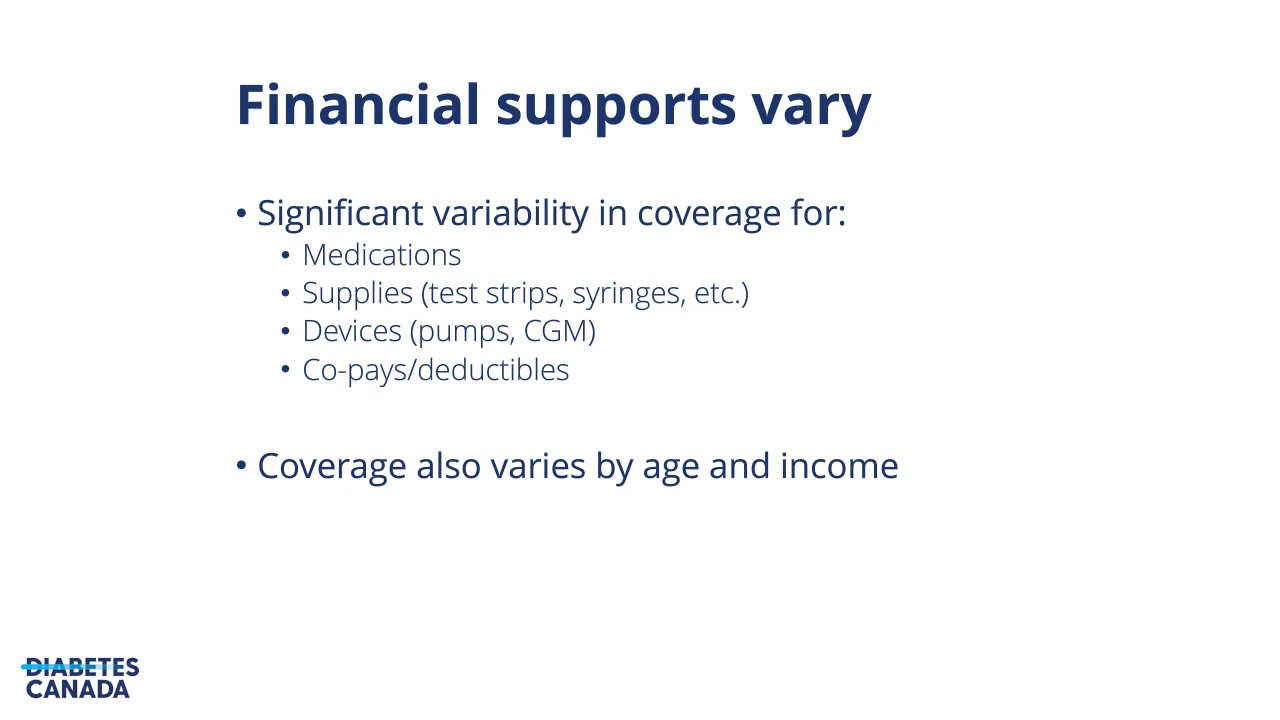 Financial supports vary
• Significant variability in coverage for:
• Medications
• Supplies (test strips, syringes, etc.)
• Devices (pumps, CGM)
• Co-pays/deductibles
• Coverage also varies by age and income
DIABETES
CANADA